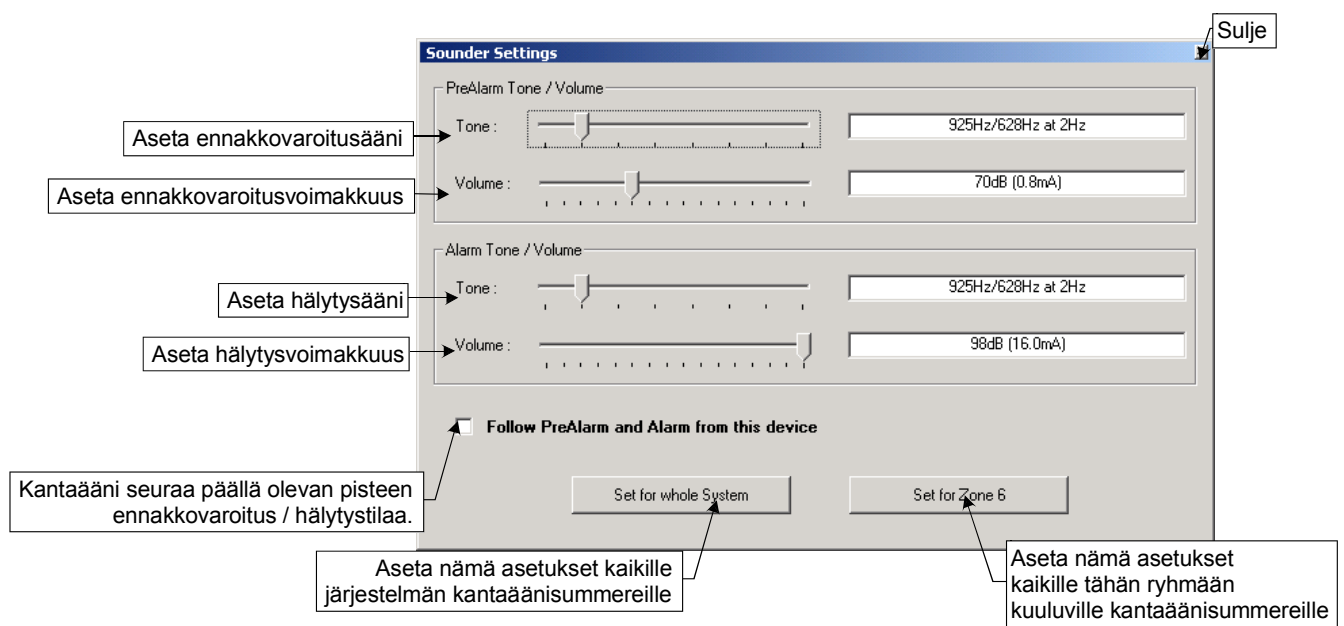 Sulje
Sounder Settings
PreAlarm Tone / Volume
Aseta ennakkovaroitusääni
Tone :
925Hz/628Hz at 2Hz
Aseta ennakkovaroitusvoimakkuus
Volume :
70dB (0.8mA)
Alarm Tone / Volume
Aseta hälytysääni
Tone :
925Hz/628Hz at 2Hz
Aseta hälytysvoimakkuus
Volume :
98dB (16.0mA)
Follow PreAlarm and Alarm from this device
Kantaääni seuraa päällä olevan pisteen
ennakkovaroitus / hälytystilaa.
Set for whole System
Set for Zone 6
Aseta nämä asetukset kaikille
järjestelmän kantaäänisummereille
Aseta nämä asetukset
kaikille tähän ryhmään
kuuluville kantaäänisummereille